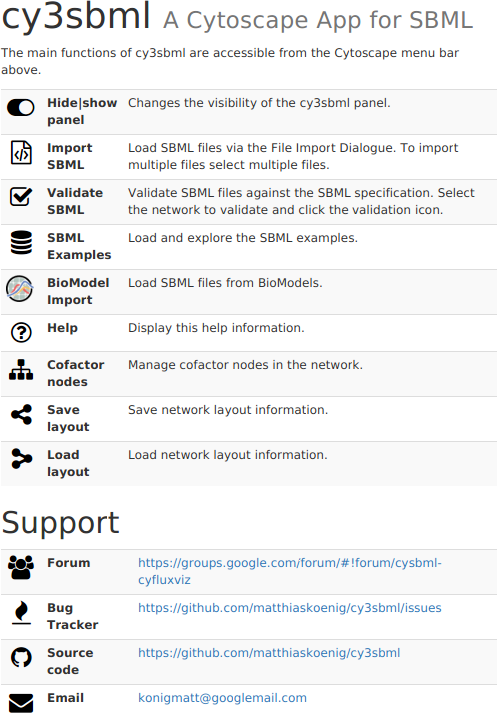 cy3sbml A Cytoscape App for SBML
The main functions of cy3sbml are accessible from the Cytoscape menu bar
above.
Hide|show Changes the visibility of the cy3sbml panel.
panel
Import Load SBML files via the File Import Dialogue. To import
SBML multiple files select multiple files.
Validate Validate SBML files against the SBML specification. Select
SBML the network to validate and click the validation icon.
SBML Load and explore the SBML examples.
Examples
BioModel Load SBML files from BioModels.
Import
Help Display this help information.
Cofactor Manage cofactor nodes in the network.
nodes
Save Save network layout information.
layout
Load Load network layout information.
layout
Support
Forum https://groups.google.com/forum/#!forum/cysbml-
cyfluxviz
Bug https://github.com/matthiaskoenig/cy3sbml/issues
Tracker
Source https://github.com/matthiaskoenig/cy3sbml
code
Email konigmatt@googlemail.com